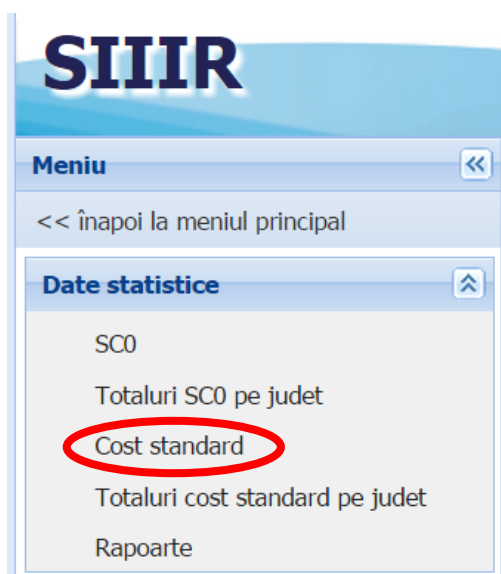 SIIIR
Meniu
<< înapoi la meniul principal
Date statistice
SC0
Totaluri SC0 pe judet
Cost standard
Totaluri cost standard pe judet
Rapoarte